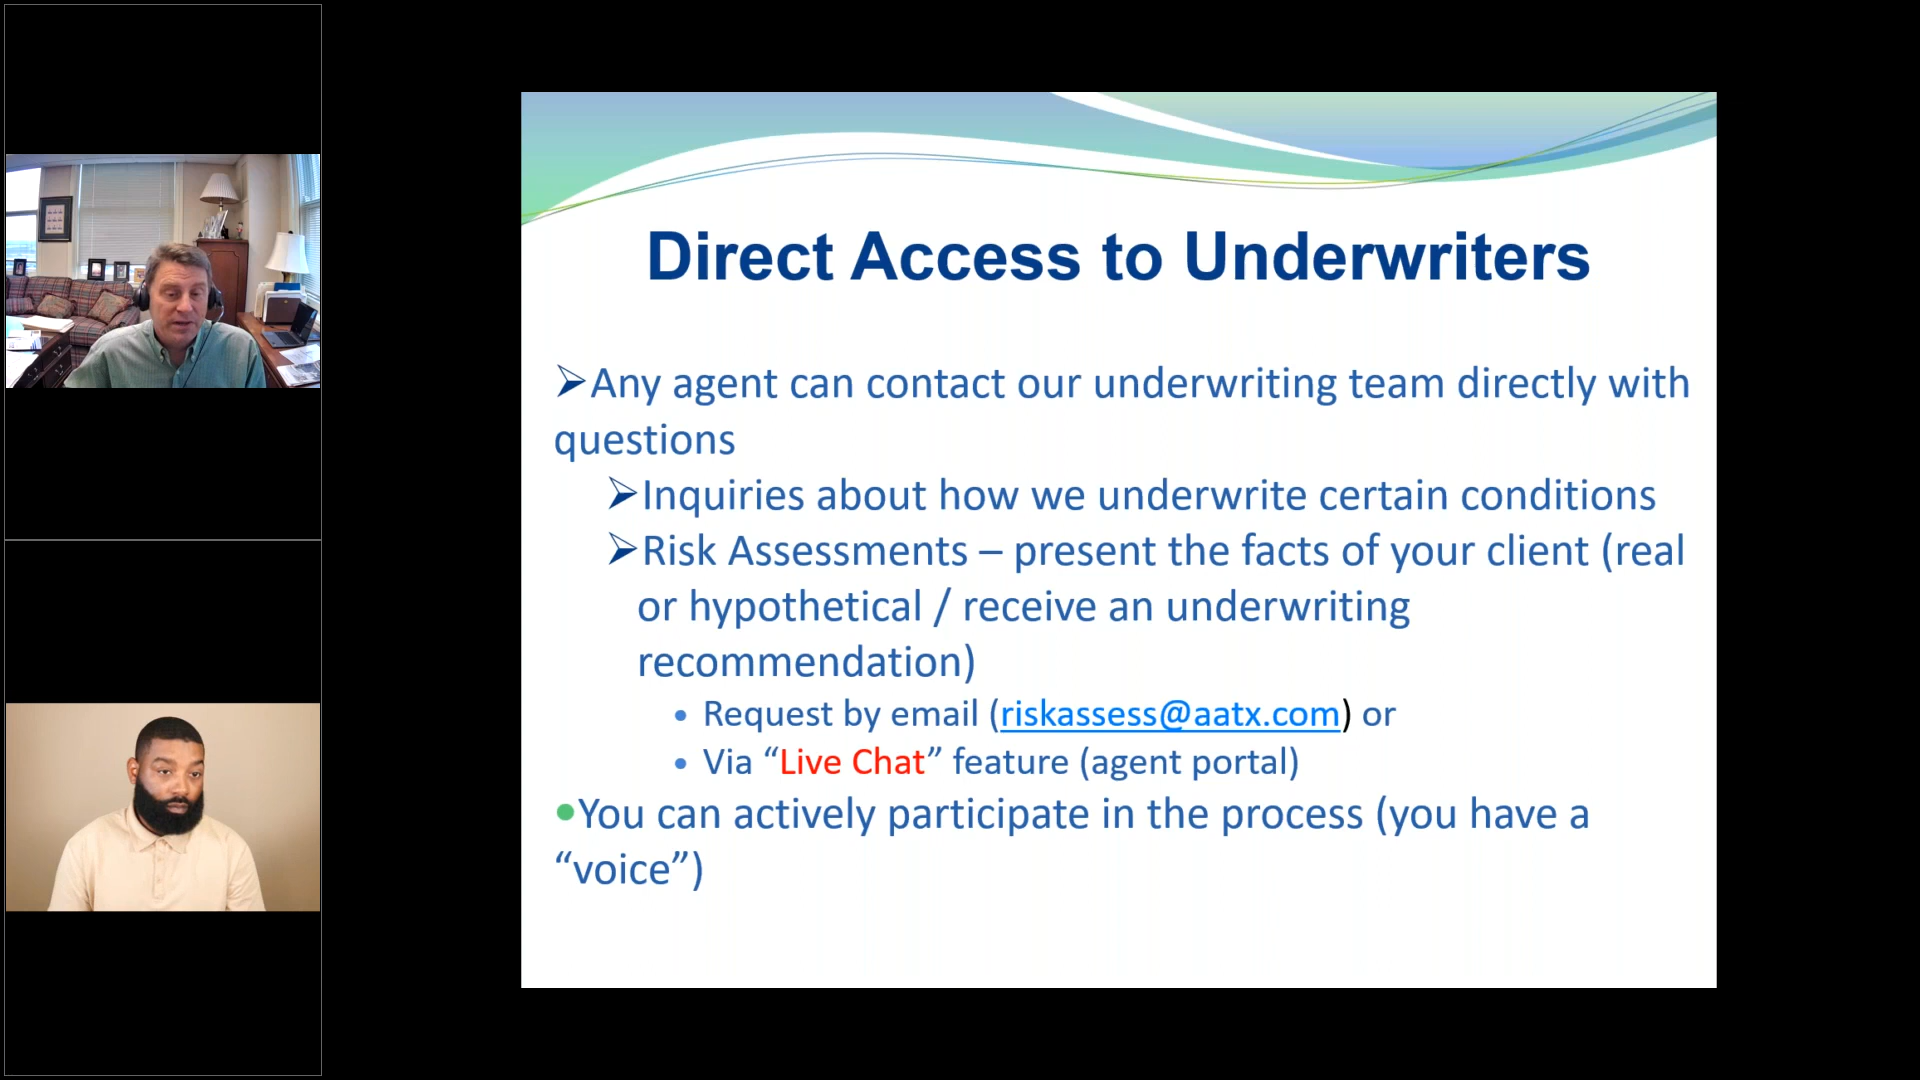 Direct Access to Underwriters
➢Any agent can contact our underwriting team directly with
questions
➢Inquiries about how we underwrite certain conditions
➢Risk Assessments – present the facts of your client (real
or hypothetical / receive an underwriting
recommendation)
• Request by email (riskassess@aatx.com) or
• Via “Live Chat” feature (agent portal)
•You can actively participate in the process (you have a
“voice”)